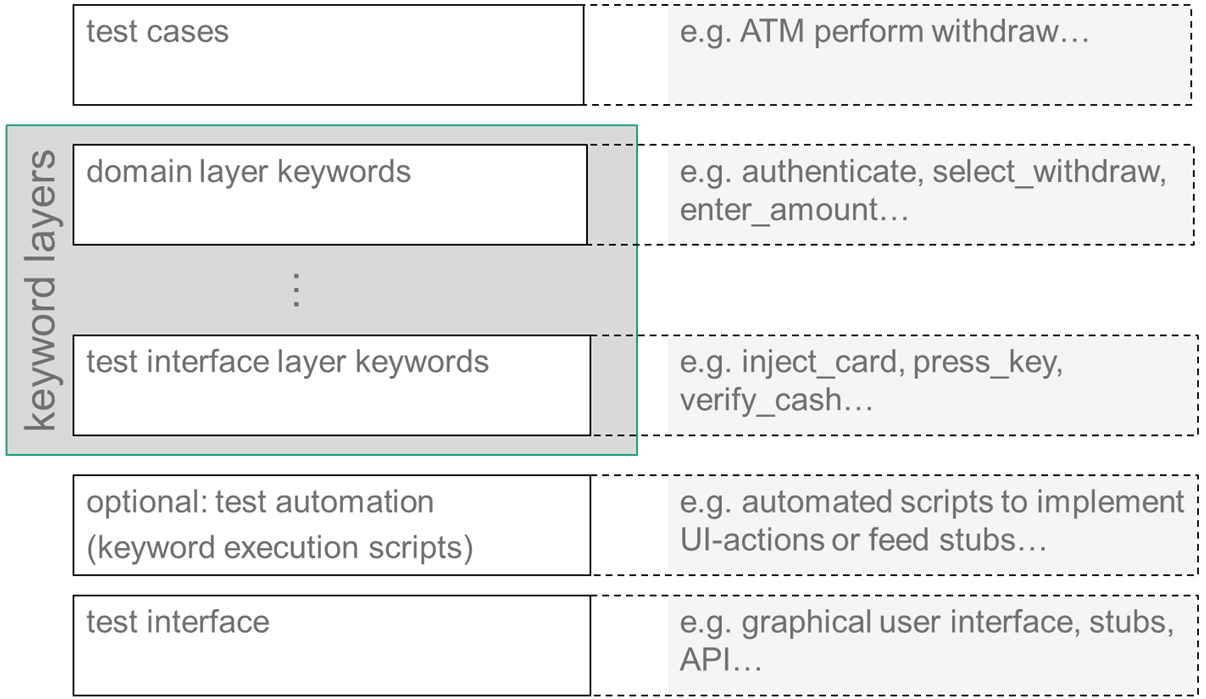 test cases
e.g. ATM perform withdraw…
keyword layers
domain layer keywords
e.g. authenticate, select_withdraw,
enter_amount…
⋮
test interface layer keywords
e.g. inject_card, press_key,
verify_cash…
optional: test automation
(keyword execution scripts)
e.g. automated scripts to implement
UI-actions or feed stubs…
test interface
e.g. graphical user interface, stubs,
API…